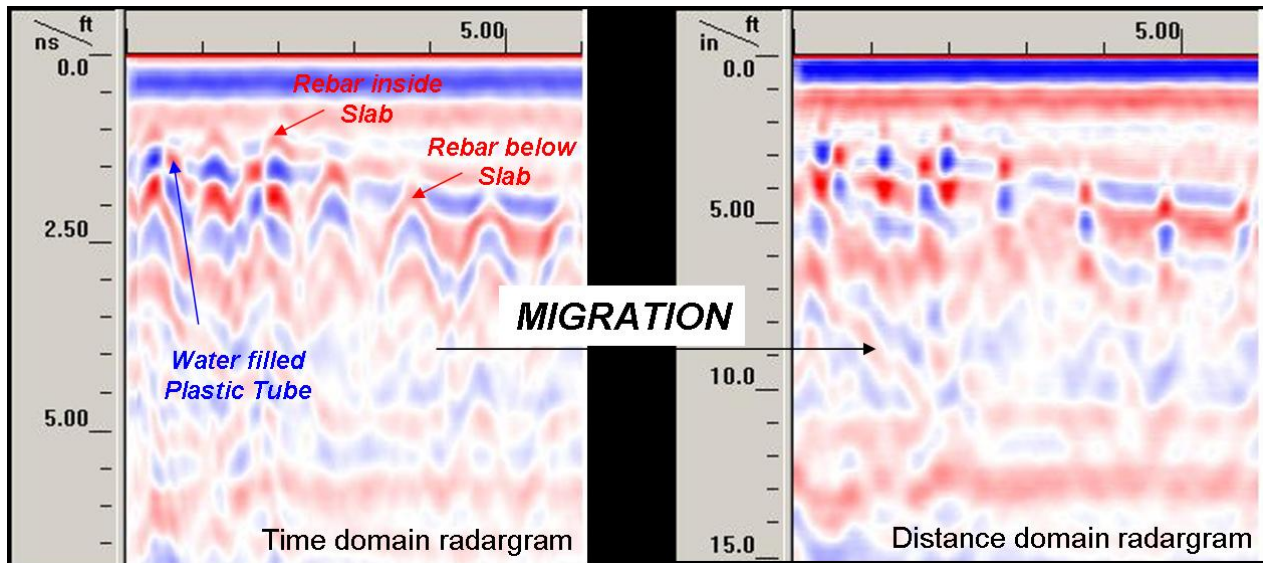 ft
ns
5.00
0.0
2.50
5.00
Rebar inside
Slab
Rebar below
Slab
Water filled
Plastic Tube
Time domain radargram
MIGRATION
ft
in
5.00
0.0
5.00
10.0
15.0
Distance domain radargram